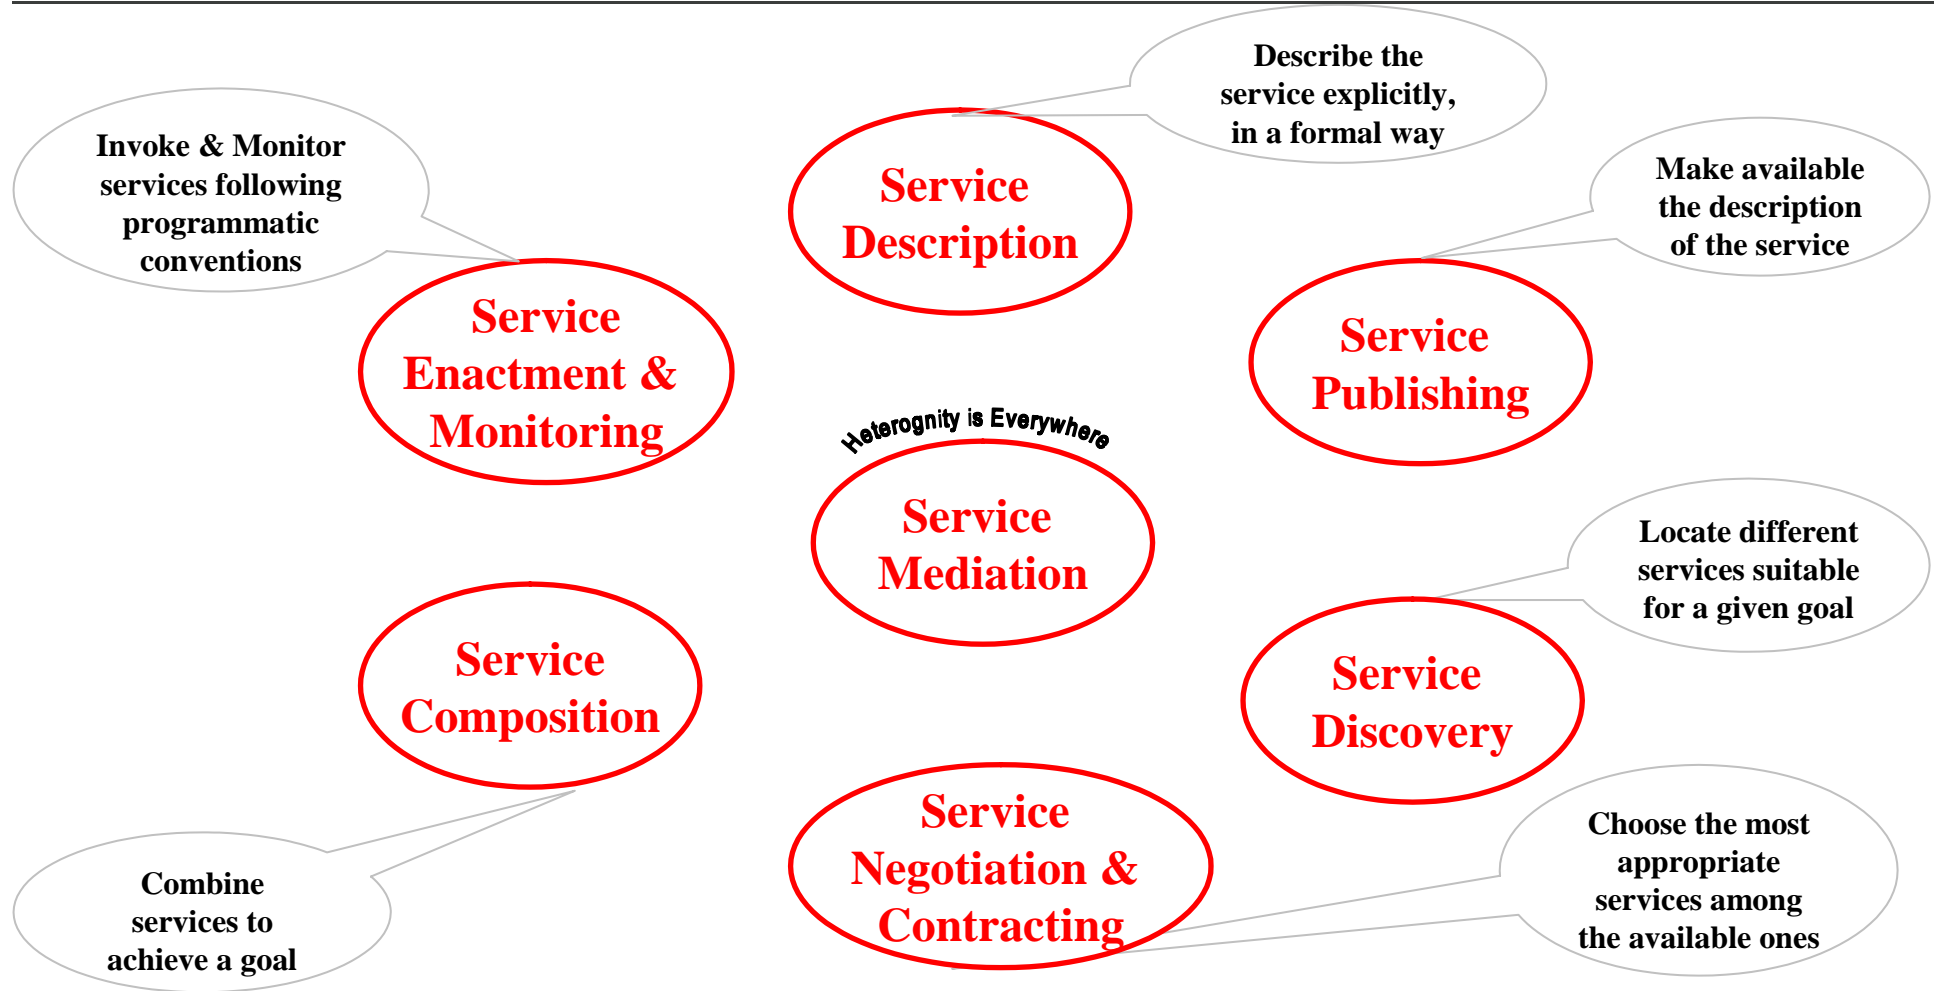 Describe the
service explicitly,
in a formal way
Invoke & Monitor
services following
programmatic
conventions
Make available
the description
of the service
Service
Description
Service
Enactment &
Monitoring
Service
Publishing
Heterognity is Everywhere
Service
Mediation
Locate different
services suitable
for a given goal
Service
Composition
Service
Discovery
Service
Negotiation &
Contracting
Choose the most
appropriate
services among
the available ones
Combine
services to
achieve a goal